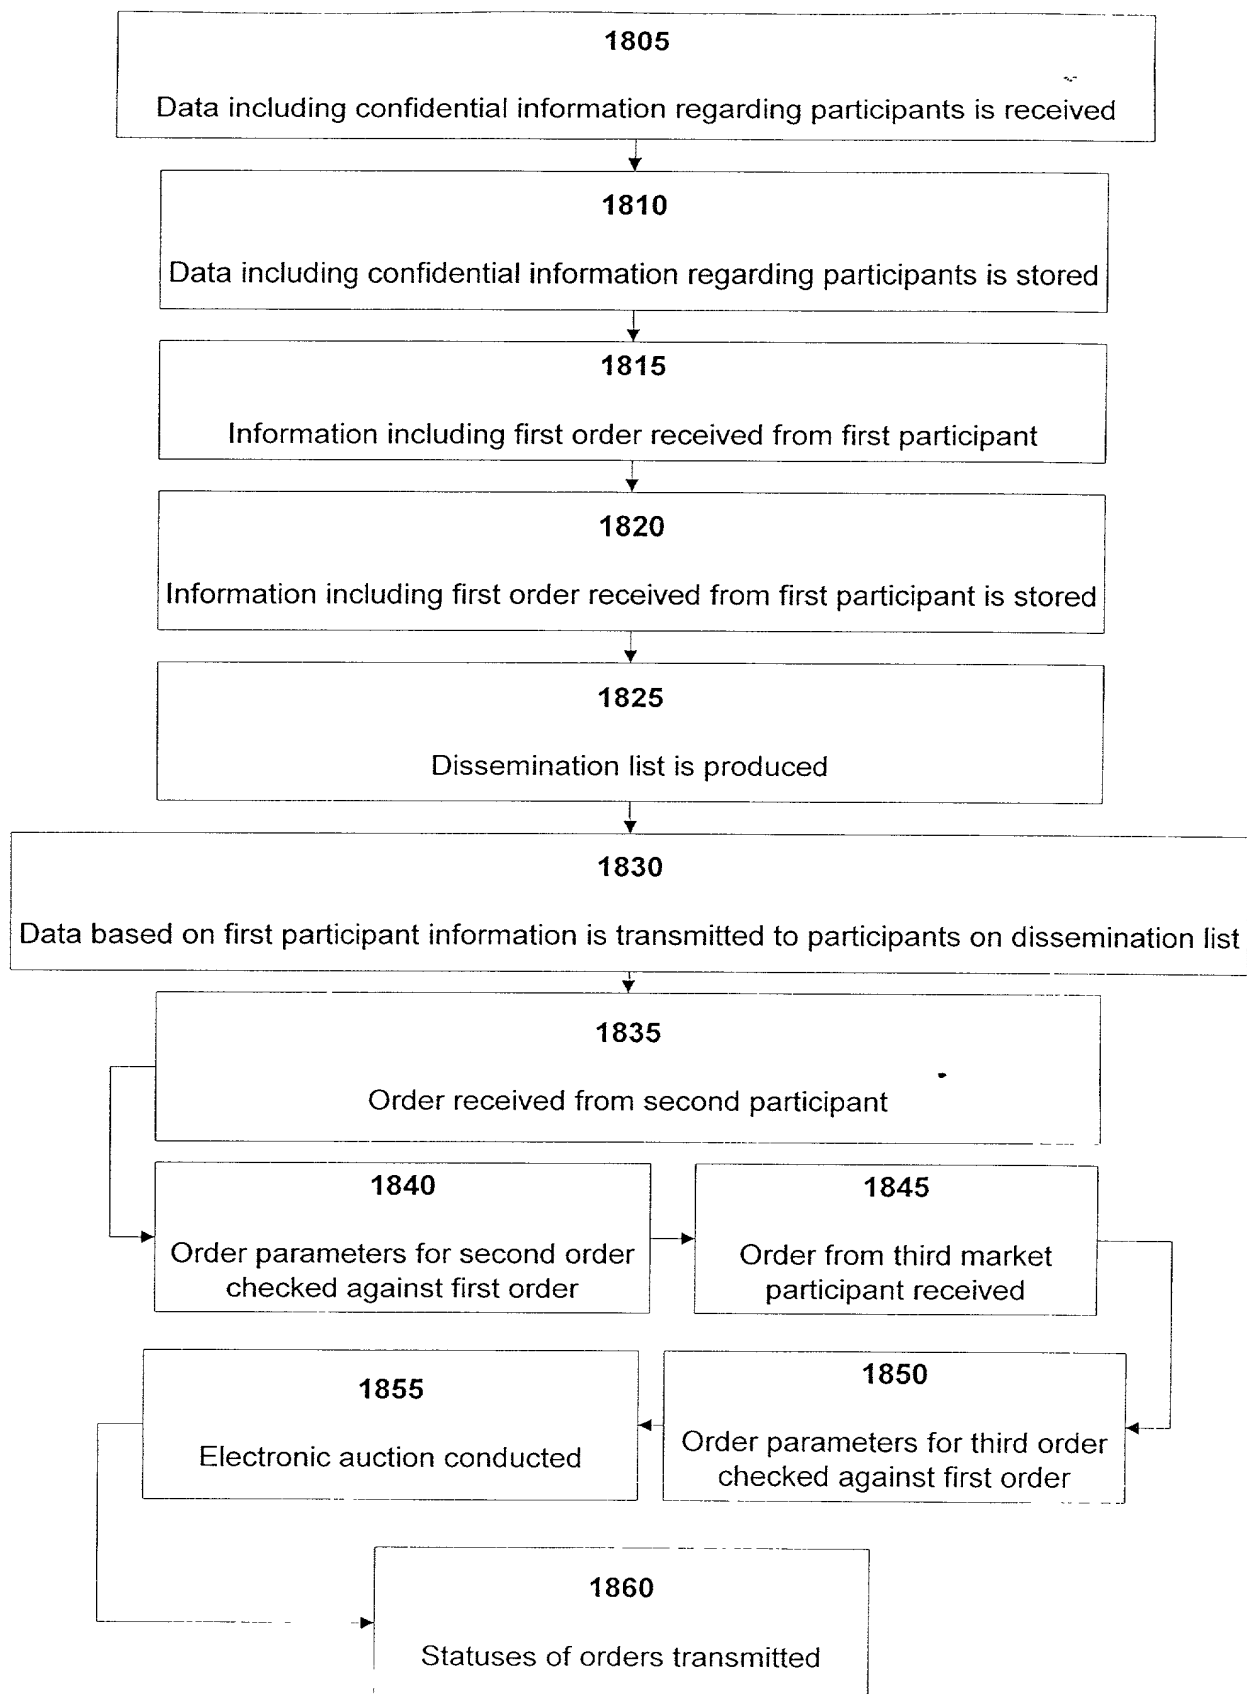 1805
Data including confidential information regarding participants is received
1810
Data including confidential information regarding participants is stored
1815
Information including first order received from first participant
1820
Information including first order received from first participant is stored
1825
Dissemination list is produced
1830
Data based on first participant information is transmitted to participants on dissemination list
1835
Order received from second participant
1840
Order parameters for second order
checked against first order
1845
Order from third market
participant received
1850
Order parameters for third order
checked against first order
1855
Electronic auction conducted
1860
Statuses of orders transmitted